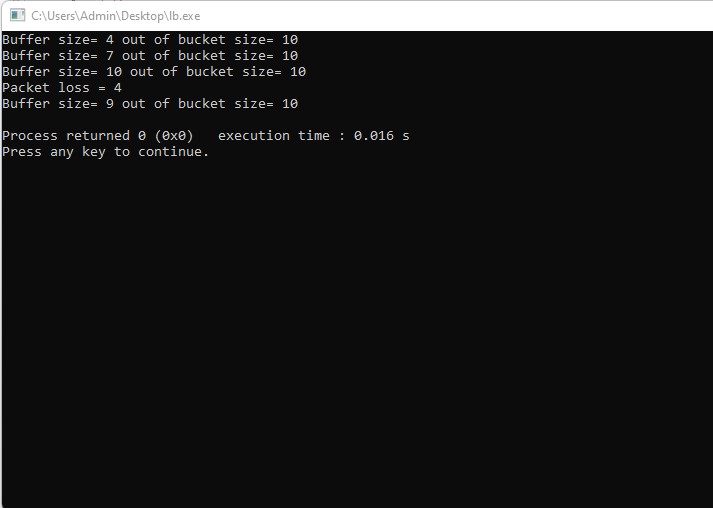 C:\Users\Admin\Desktop\lb.exe
Buffer size= 4 out of bucket size= 10
Buffer size= 7 out of bucket size= 10
Buffer size= 10 out of bucket size= 10
Packet loss = 4
Buffer size= 9 out of bucket size= 10
Process returned 0 (0x0)   execution time : 0.016 s
Press any key to continue.